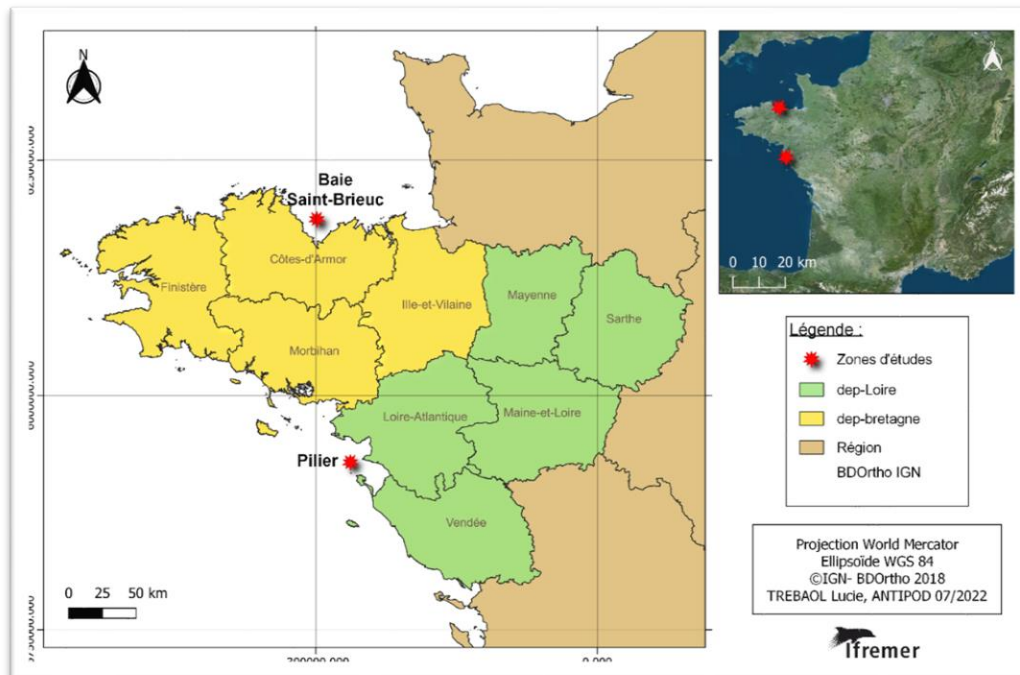 N
Baie
Saint-Brieuc
Côtes-d'Armor
Finistère
Ille-et-Vilaine
Mayenne
Sarthe
Morbihan
Loire-Atlantique
Maine-et-Loire
Pilier
Vendée
0 25 50 km
0 10 20 km
Légende :
Zones d'études
dep-Loire
dep-bretagne
Région
BDOrtho IGN
Projection World Mercator
Ellipsoïde WGS 84
©IGN- BDOrtho 2018
TREBAOL Lucie, ANTIPOD 07/2022
Ifremer